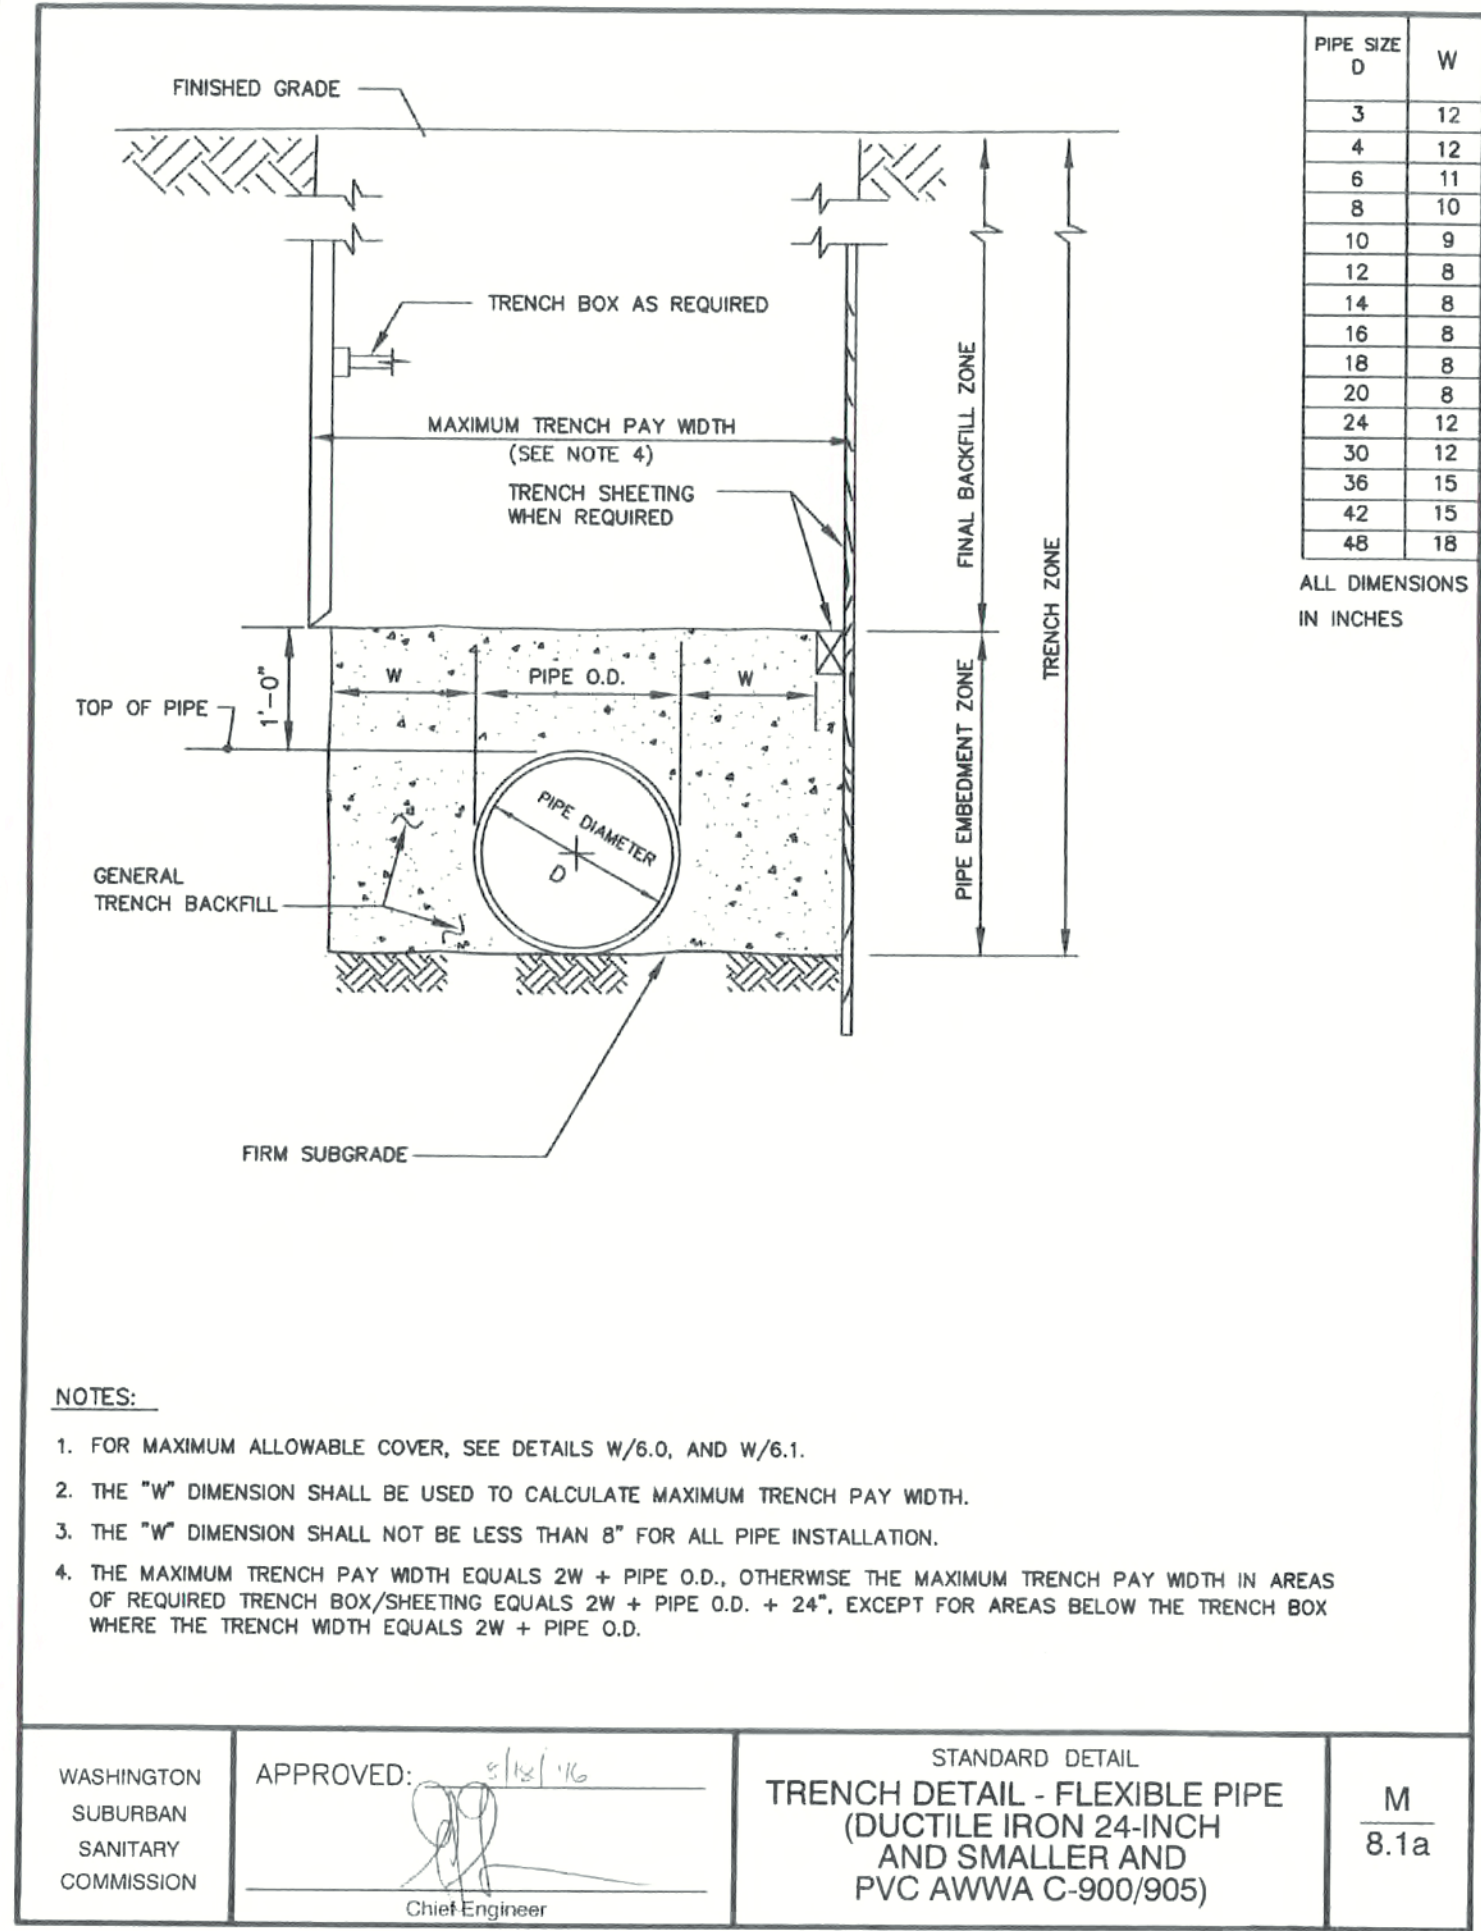 FINISHED GRADE
PIPE SIZE
D
W
3 12
4 12
6 11
8 10
10 9
12 8
14 8
16 8
18 8
20 8
24 12
30 12
36 15
42 15
48 18
ALL DIMENSIONS
IN INCHES
TRENCH BOX AS REQUIRED
MAXIMUM TRENCH PAY WIDTH
(SEE NOTE 4)
TRENCH SHEETING
WHEN REQUIRED
FINAL BACKFILL ZONE
TRENCH ZONE
PIPE EMBEDMENT ZONE
1'-0"
W
PIPE O.D.
W
TOP OF PIPE
PIPE DIAMETER
D
GENERAL
TRENCH BACKFILL
FIRM SUBGRADE
NOTES:
1. FOR MAXIMUM ALLOWABLE COVER, SEE DETAILS W/6.0, AND W/6.1.
2. THE "W" DIMENSION SHALL BE USED TO CALCULATE MAXIMUM TRENCH PAY WIDTH.
3. THE "W" DIMENSION SHALL NOT BE LESS THAN 8" FOR ALL PIPE INSTALLATION.
4. THE MAXIMUM TRENCH PAY WIDTH EQUALS 2W + PIPE O.D., OTHERWISE THE MAXIMUM TRENCH PAY WIDTH IN AREAS
OF REQUIRED TRENCH BOX/SHEETING EQUALS 2W + PIPE O.D. + 24", EXCEPT FOR AREAS BELOW THE TRENCH BOX
WHERE THE TRENCH WIDTH EQUALS 2W + PIPE O.D.
WASHINGTON
SUBURBAN
SANITARY
COMMISSION
APPROVED:
Chief Engineer
STANDARD DETAIL
TRENCH DETAIL - FLEXIBLE PIPE
(DUCTILE IRON 24-INCH
AND SMALLER AND
PVC AWWA C-900/905)
M
8.1a